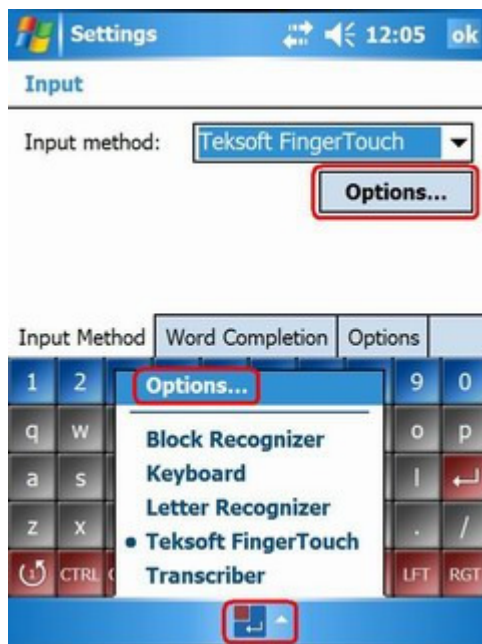 Settings 12:05 ok
Input
Input method: Teksoft FingerTouch
Options...
Input Method Word Completion Options
1 2 9 0
Options...
q w o p
Block Recognizer
a s l
Keyboard
Letter Recognizer
z x . /
Teksoft FingerTouch
CTRL LFT RGT
Transcriber